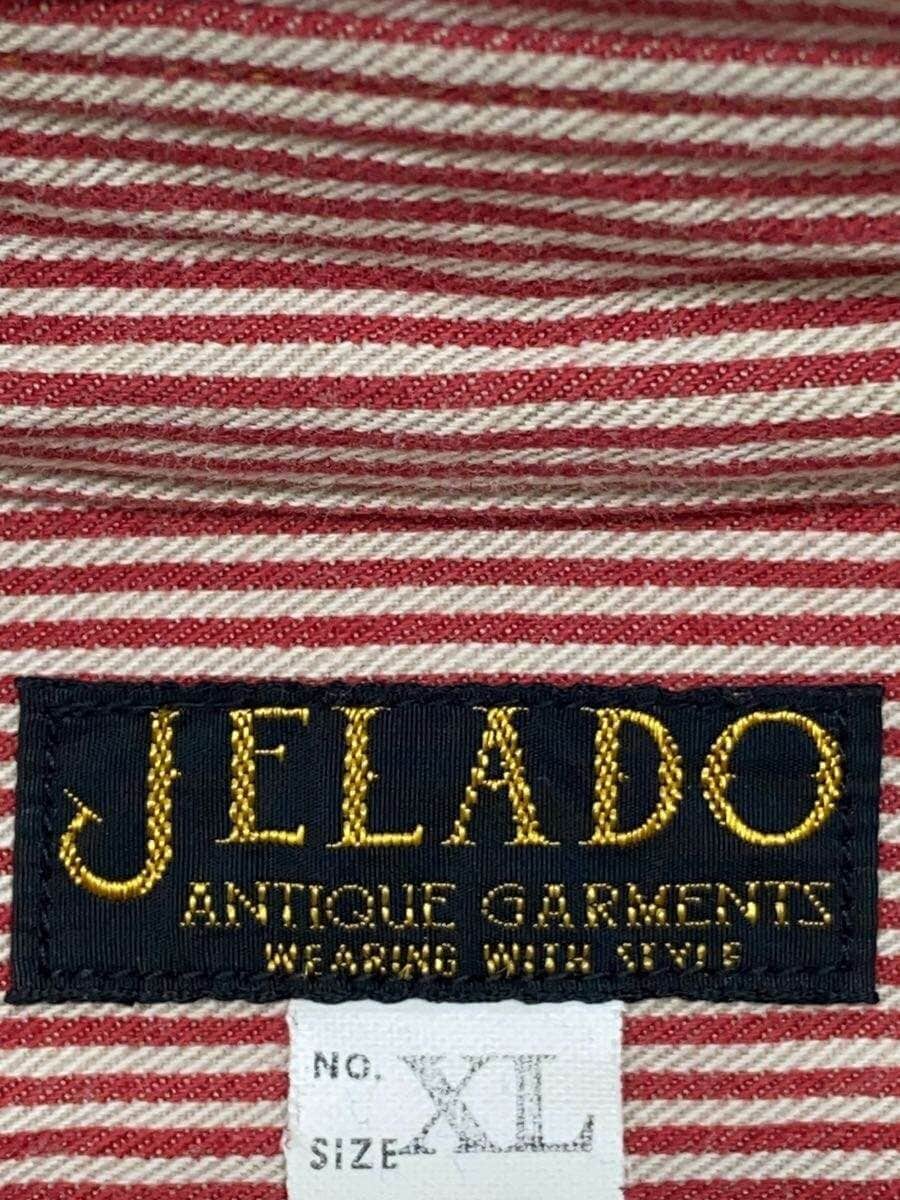 JELADO
ANTIQUE GARMENTS
WEARING WITH STYLE
NO. XL
SIZE